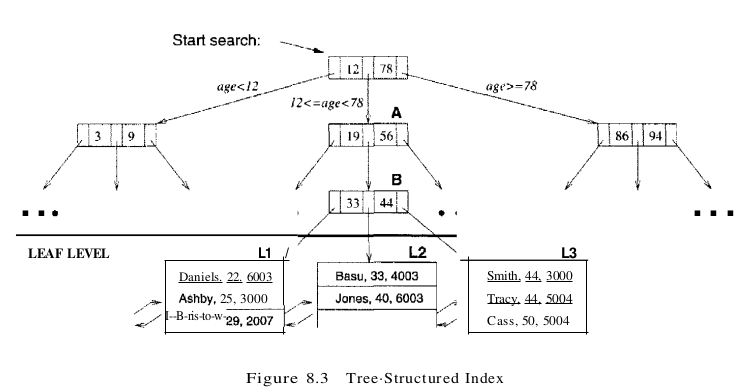 Start search:
12 78
age<12
12<=age<78
age>=78
A
3 9
19 56
86 94
B
33 44
LEAF LEVEL
L1
L2
L3
Daniels, 22, 6003
Ashby, 25, 3000
I--B-ris-to-w- 29, 2007
Basu, 33, 4003
Jones, 40, 6003
Smith, 44, 3000
Tracy, 44, 5004
Cass, 50, 5004
Figure 8.3 Tree·Structured Index